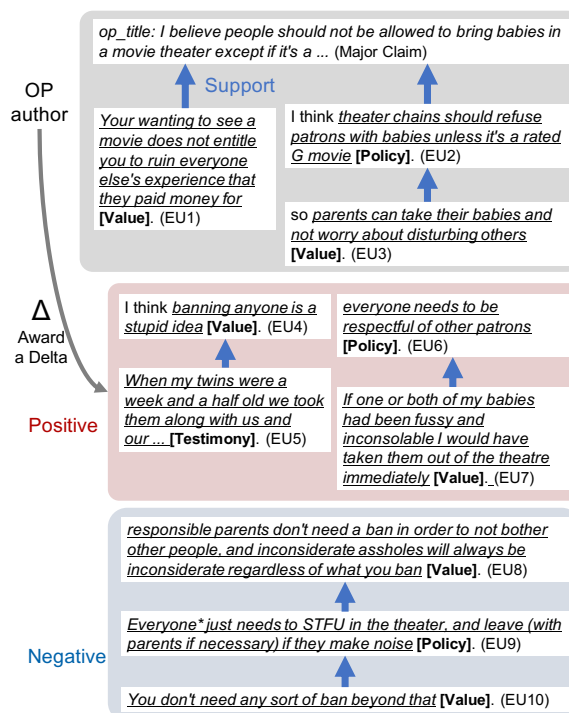 op_title: I believe people should not be allowed to bring babies in
a movie theater except if it's a ... (Major Claim)
Support
OP
author
Your wanting to see a
movie does not entitle
you to ruin everyone
else's experience that
they paid money for
[Value]. (EU1)
I think theater chains should refuse
patrons with babies unless it's a rated
G movie [Policy]. (EU2)
so parents can take their babies and
not worry about disturbing others
[Value]. (EU3)
Δ
Award
a Delta
Positive
I think banning anyone is a
stupid idea [Value]. (EU4)
When my twins were a
week and a half old we took
them along with us and
our ... [Testimony]. (EU5)
everyone needs to be
respectful of other patrons
[Policy]. (EU6)
If one or both of my babies
had been fussy and
inconsolable I would have
taken them out of the theatre
immediately [Value]. (EU7)
Negative
responsible parents don't need a ban in order to not bother
other people, and inconsiderate assholes will always be
inconsiderate regardless of what you ban [Value]. (EU8)
Everyone* just needs to STFU in the theater, and leave (with
parents if necessary) if they make noise [Policy]. (EU9)
You don't need any sort of ban beyond that [Value]. (EU10)